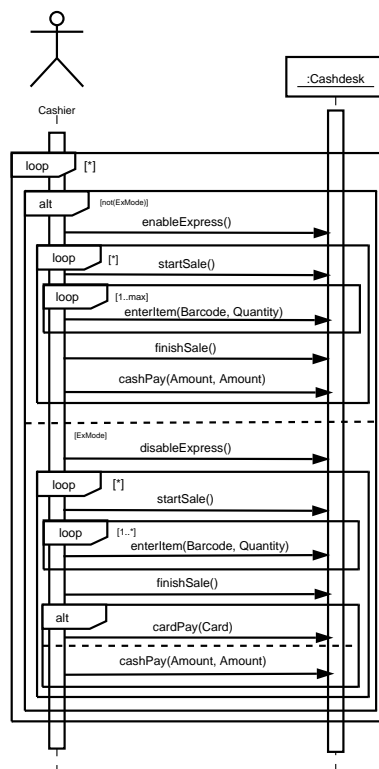 :Cashdesk
Cashier
loop [*]
alt [not(ExMode)]
enableExpress()
loop [*]
startSale()
loop [1..max]
enterItem(Barcode, Quantity)
finishSale()
cashPay(Amount, Amount)
[ExMode]
disableExpress()
loop [*]
startSale()
loop [1..*]
enterItem(Barcode, Quantity)
finishSale()
alt
cardPay(Card)
cashPay(Amount, Amount)